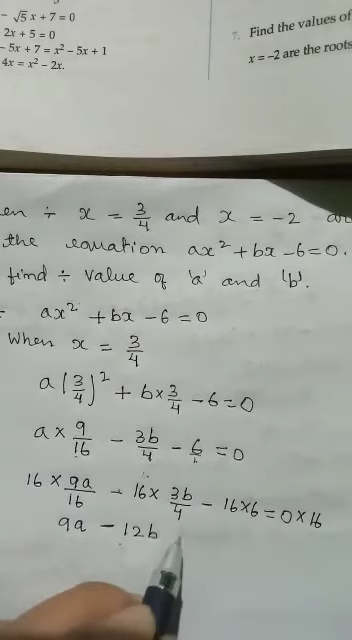 - √5x + 7 = 0
2x + 5 = 0
- 5x + 7 = x² - 5x + 1
4x = x² - 2x.
7. Find the values of
x = -2 are the roots
en ÷ x = 3/4 and x = -2
the equation ax² + bx - 6 = 0.
find ÷ value of 'a' and 'b'.
ax² + bx - 6 = 0
When x = 3/4
a(3/4)² + b×3/4 - 6 = 0
a × 9/16 - 3b/4 - 6/1 = 0
16 × 9a/16 - 16 × 3b/4 - 16×6 = 0×16
9a - 12b